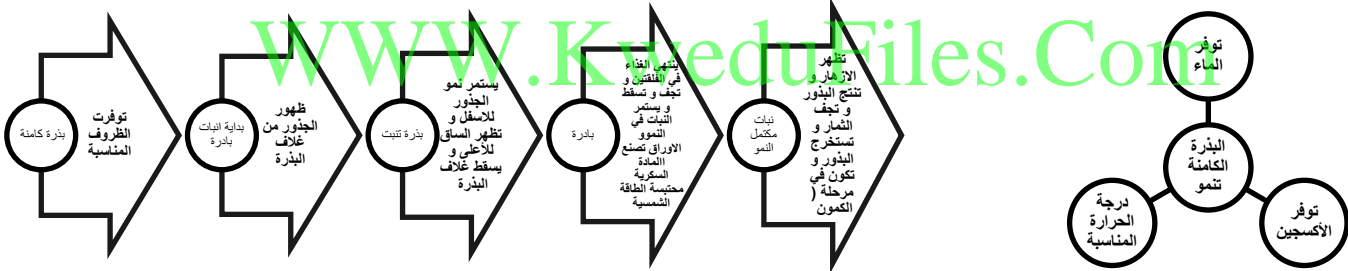 WWW.KweduFiles.Com
بذرة كامنة
توفرت
الظروف
المناسبة
بداية انبات
بادرة
ظهور
الجذور من
غلاف
البذرة
بذرة تنبت
يستمر نمو
الجذور
للاسفل و
تظهر الساق
للأعلى و
يسقط غلاف
البذرة
بادرة
ينتهي الغذاء
في الفلقتين و
تجف و تسقط
و يستمر
النبات في
النموو
الاوراق تصنع
االمادة
السكرية
محتبسة الطاقة
الشمسية
نبات
مكتمل
النمو
تظهر
الازهار و
تنتج البذور
و تجف
الثمار و
تستخرج
البذور و
تكون في
مرحلة (
الكمون
توفر
الماء
البذرة
الكامنة
تنمو
درجة
الحرارة
المناسبة
توفر
الأكسجين